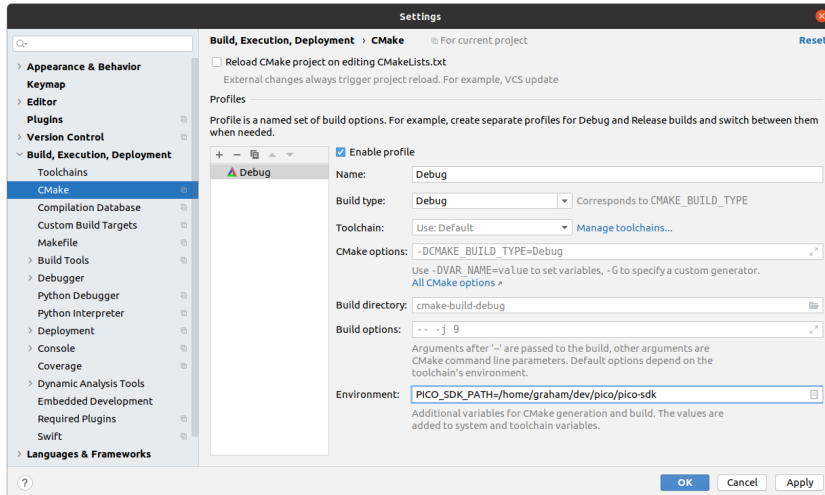 Settings
Build, Execution, Deployment › CMake For current project Reset
Appearance & Behavior
Keymap
Editor
Plugins
Version Control
Build, Execution, Deployment
Toolchains
CMake
Compilation Database
Custom Build Targets
Makefile
Build Tools
Debugger
Python Debugger
Python Interpreter
Deployment
Console
Coverage
Dynamic Analysis Tools
Embedded Development
Required Plugins
Swift
Languages & Frameworks
Reload CMake project on editing CMakeLists.txt
External changes always trigger project reload. For example, VCS update
Profiles
Profile is a named set of build options. For example, create separate profiles for Debug and Release builds and switch between them
when needed.
Debug
Enable profile
Name: Debug
Build type: Debug Corresponds to CMAKE_BUILD_TYPE
Toolchain: Use: Default Manage toolchains...
CMake options: -DCMAKE_BUILD_TYPE=Debug
Use -DVAR_NAME=value to set variables, -G to specify a custom generator.
All CMake options ↗
Build directory: cmake-build-debug
Build options: -- -j 9
Arguments after '--' are passed to the build, other arguments are
CMake command line parameters. Default options depend on the
toolchain's environment.
Environment: PICO_SDK_PATH=/home/graham/dev/pico/pico-sdk
Additional variables for CMake generation and build. The values are
added to system and toolchain variables.
? OK Cancel Apply